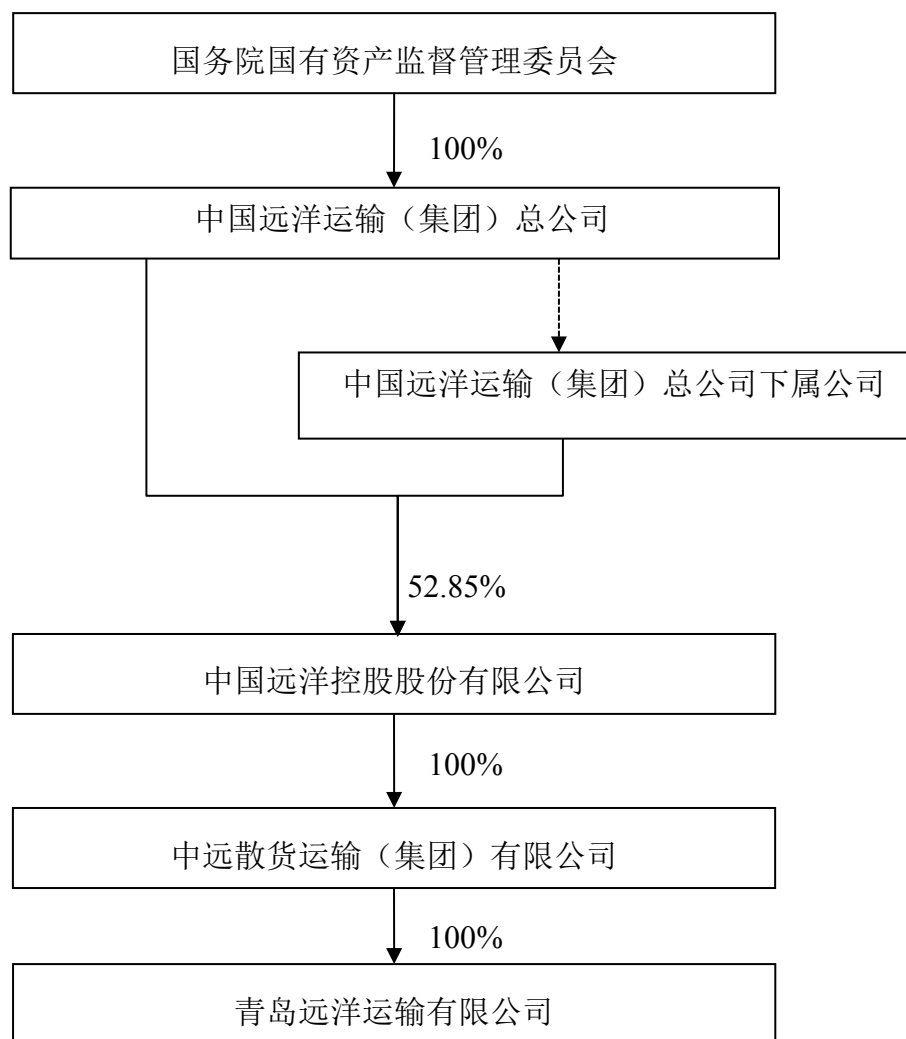 国务院国有资产监督管理委员会
100%
中国远洋运输（集团）总公司
中国远洋运输（集团）总公司下属公司
52.85%
中国远洋控股股份有限公司
100%
中远散货运输（集团）有限公司
100%
青岛远洋运输有限公司